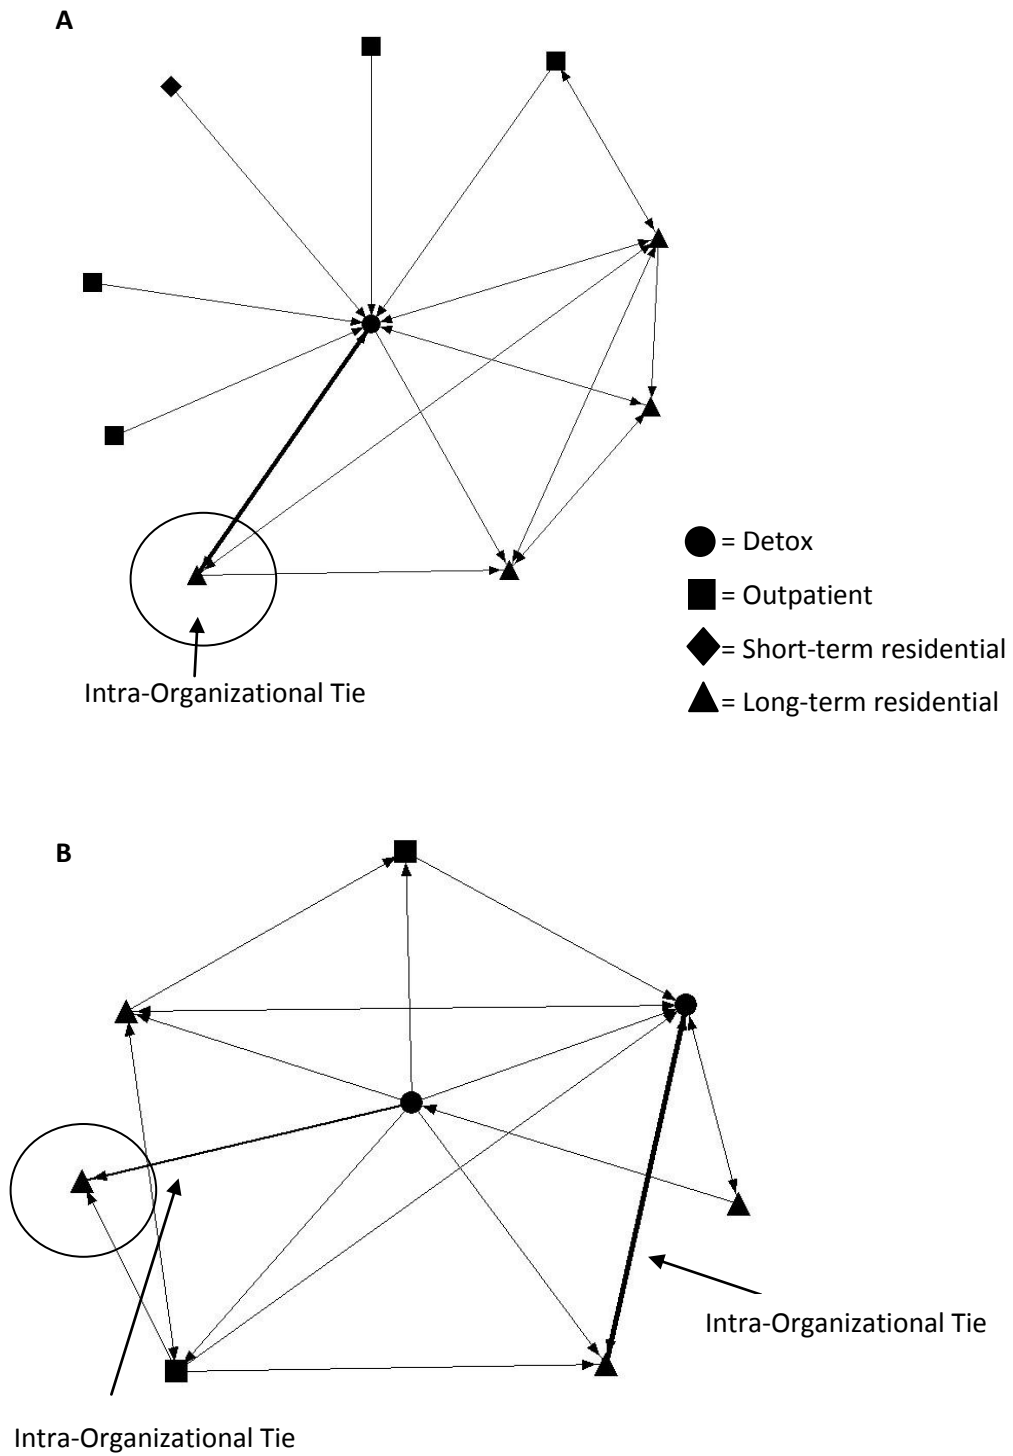 A
= Detox
= Outpatient
= Short-term residential
= Long-term residential
Intra-Organizational Tie
B
Intra-Organizational Tie
Intra-Organizational Tie